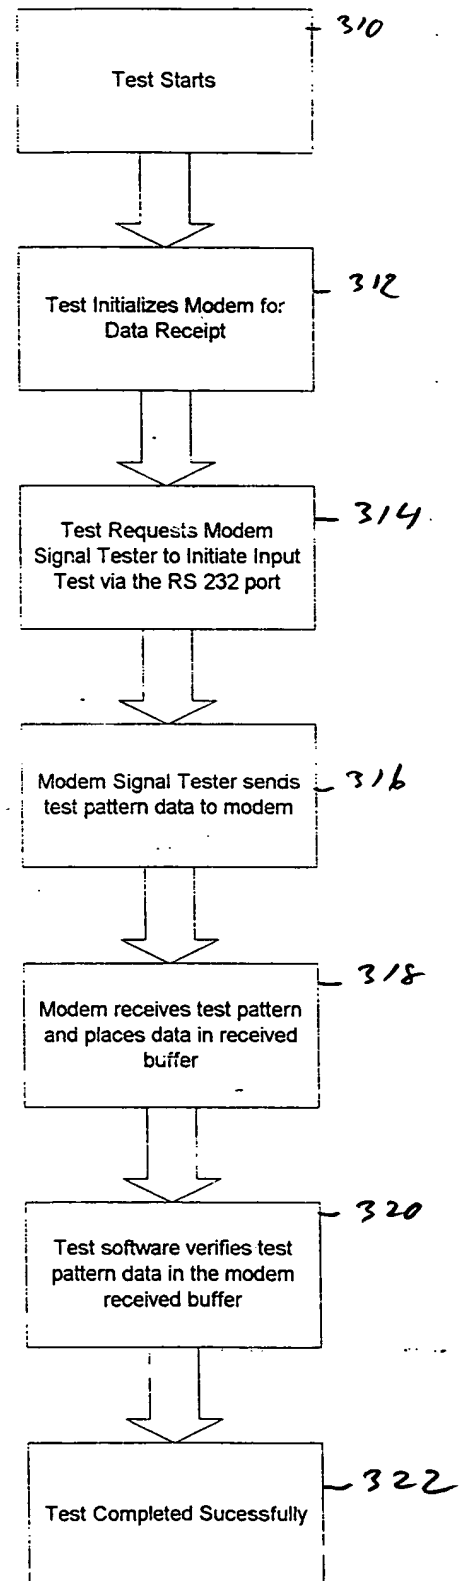 310
Test Starts
312
Test Initializes Modem for
Data Receipt
314
Test Requests Modem
Signal Tester to Initiate Input
Test via the RS 232 port
316
Modem Signal Tester sends
test pattern data to modem
318
Modem receives test pattern
and places data in received
buffer
320
Test software verifies test
pattern data in the modem
received buffer
322
Test Completed Sucessfully